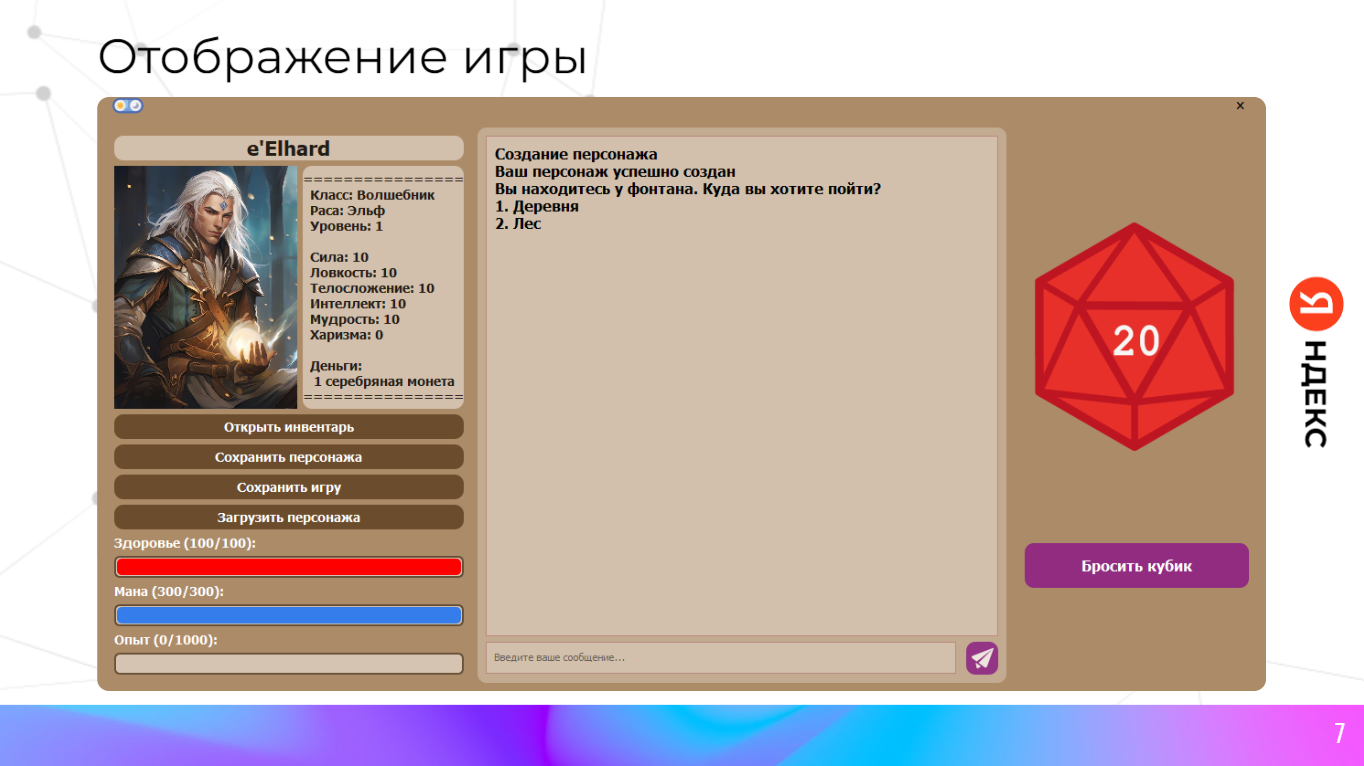 Отображение игры
x
e'Elhard
================
Класс: Волшебник
Раса: Эльф
Уровень: 1
Сила: 10
Ловкость: 10
Телосложение: 10
Интеллект: 10
Мудрость: 10
Харизма: 0
Деньги:
1 серебряная монета
================
Открыть инвентарь
Сохранить персонажа
Сохранить игру
Загрузить персонажа
Здоровье (100/100):
Мана (300/300):
Опыт (0/1000):
Создание персонажа
Ваш персонаж успешно создан
Вы находитесь у фонтана. Куда вы хотите пойти?
1. Деревня
2. Лес
Введите ваше сообщение...
20
Бросить кубик
Яндекс
7